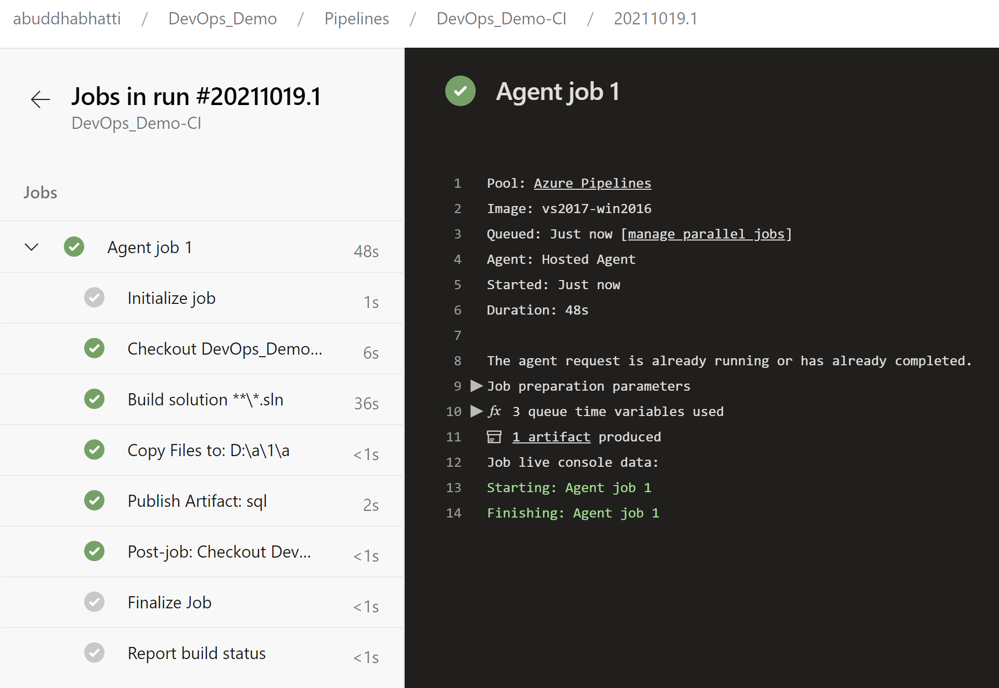 abuddhabhatti / DevOps_Demo / Pipelines / DevOps_Demo-CI / 20211019.1
Jobs in run #20211019.1
DevOps_Demo-CI
Jobs
Agent job 1 48s
Initialize job 1s
Checkout DevOps_Demo... 6s
Build solution **\*.sln 36s
Copy Files to: D:\a\1\a <1s
Publish Artifact: sql 2s
Post-job: Checkout Dev... <1s
Finalize Job <1s
Report build status <1s
Agent job 1
1 Pool: Azure Pipelines
2 Image: vs2017-win2016
3 Queued: Just now [manage parallel jobs]
4 Agent: Hosted Agent
5 Started: Just now
6 Duration: 48s
7
8 The agent request is already running or has already completed.
9 Job preparation parameters
10 fx 3 queue time variables used
11 1 artifact produced
12 Job live console data:
13 Starting: Agent job 1
14 Finishing: Agent job 1